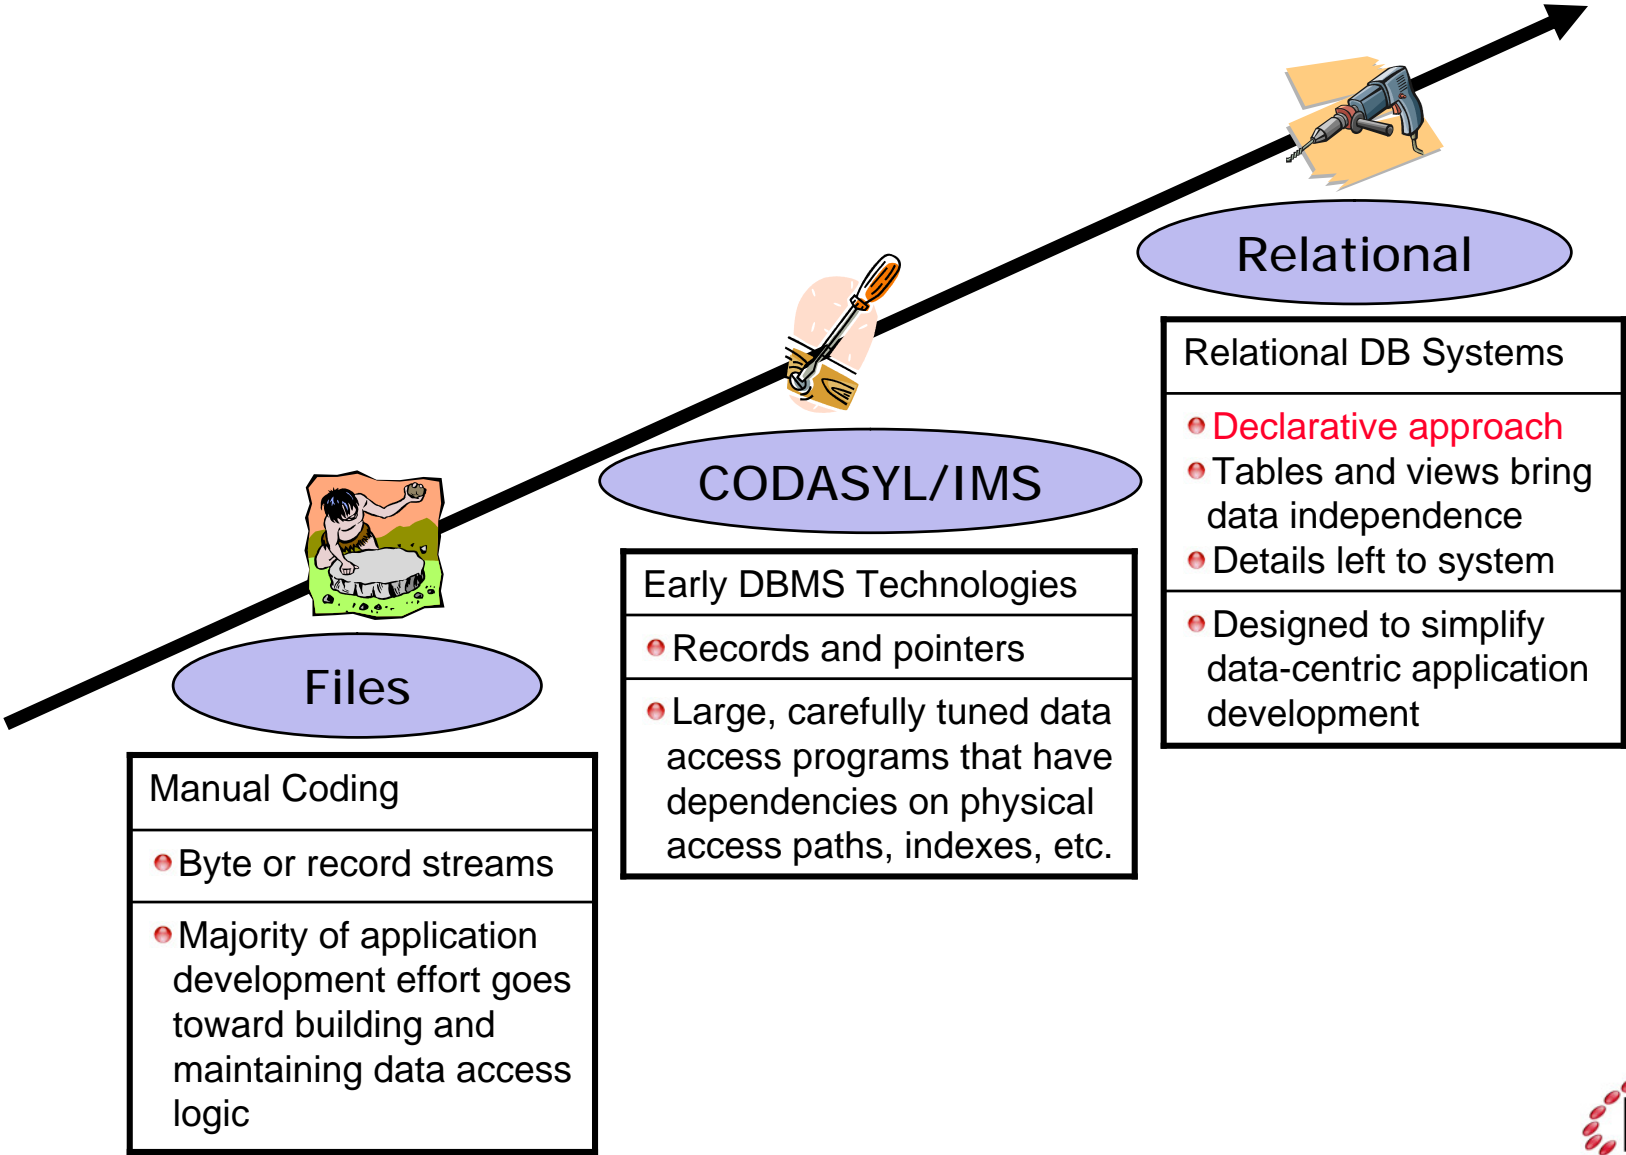 Files
Manual Coding
Byte or record streams
Majority of application
development effort goes
toward building and
maintaining data access
logic
CODASYL/IMS
Early DBMS Technologies
Records and pointers
Large, carefully tuned data
access programs that have
dependencies on physical
access paths, indexes, etc.
Relational
Relational DB Systems
Declarative approach
Tables and views bring
data independence
Details left to system
Designed to simplify
data-centric application
development